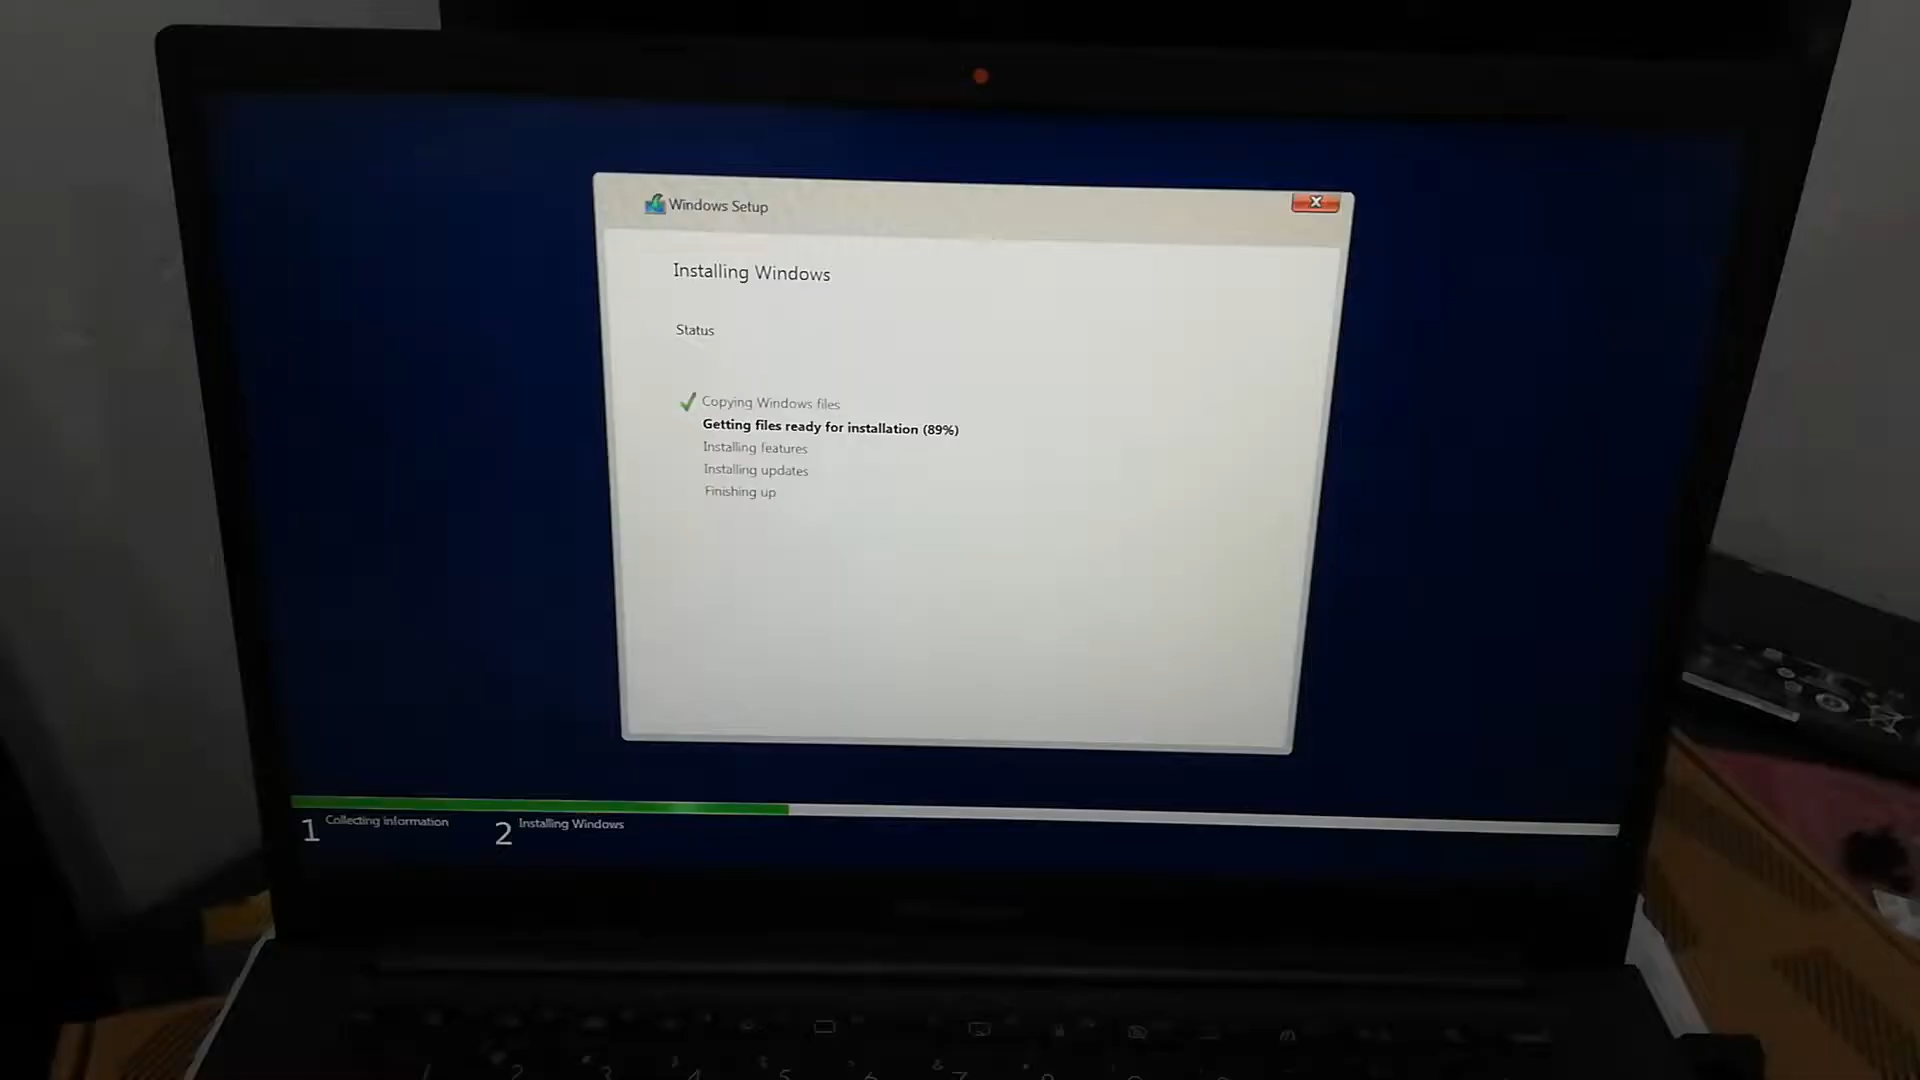 Windows Setup
Installing Windows
Status
Copying Windows files
Getting files ready for installation (89%)
Installing features
Installing updates
Finishing up
1 Collecting information
2 Installing Windows